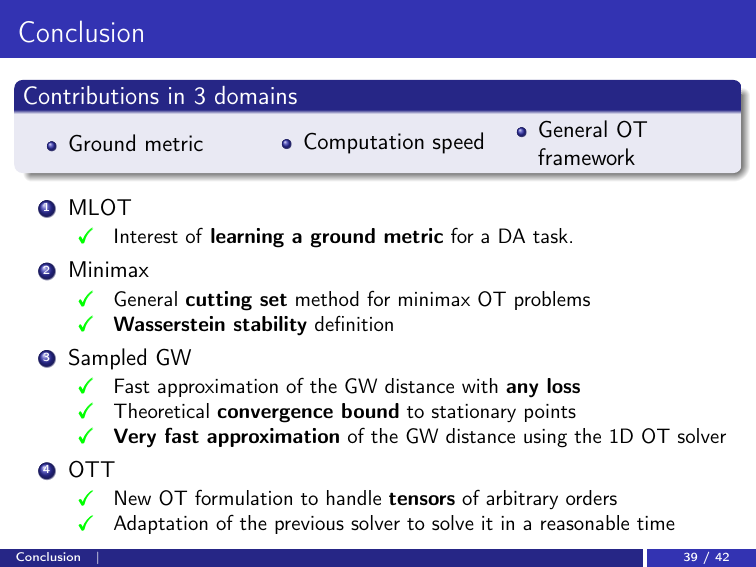 Conclusion
Contributions in 3 domains
Ground metric
Computation speed
General OT
framework
1 MLOT
✓ Interest of learning a ground metric for a DA task.
2 Minimax
✓ General cutting set method for minimax OT problems
✓ Wasserstein stability definition
3 Sampled GW
✓ Fast approximation of the GW distance with any loss
✓ Theoretical convergence bound to stationary points
✓ Very fast approximation of the GW distance using the 1D OT solver
4 OTT
✓ New OT formulation to handle tensors of arbitrary orders
✓ Adaptation of the previous solver to solve it in a reasonable time
Conclusion | 39 / 42